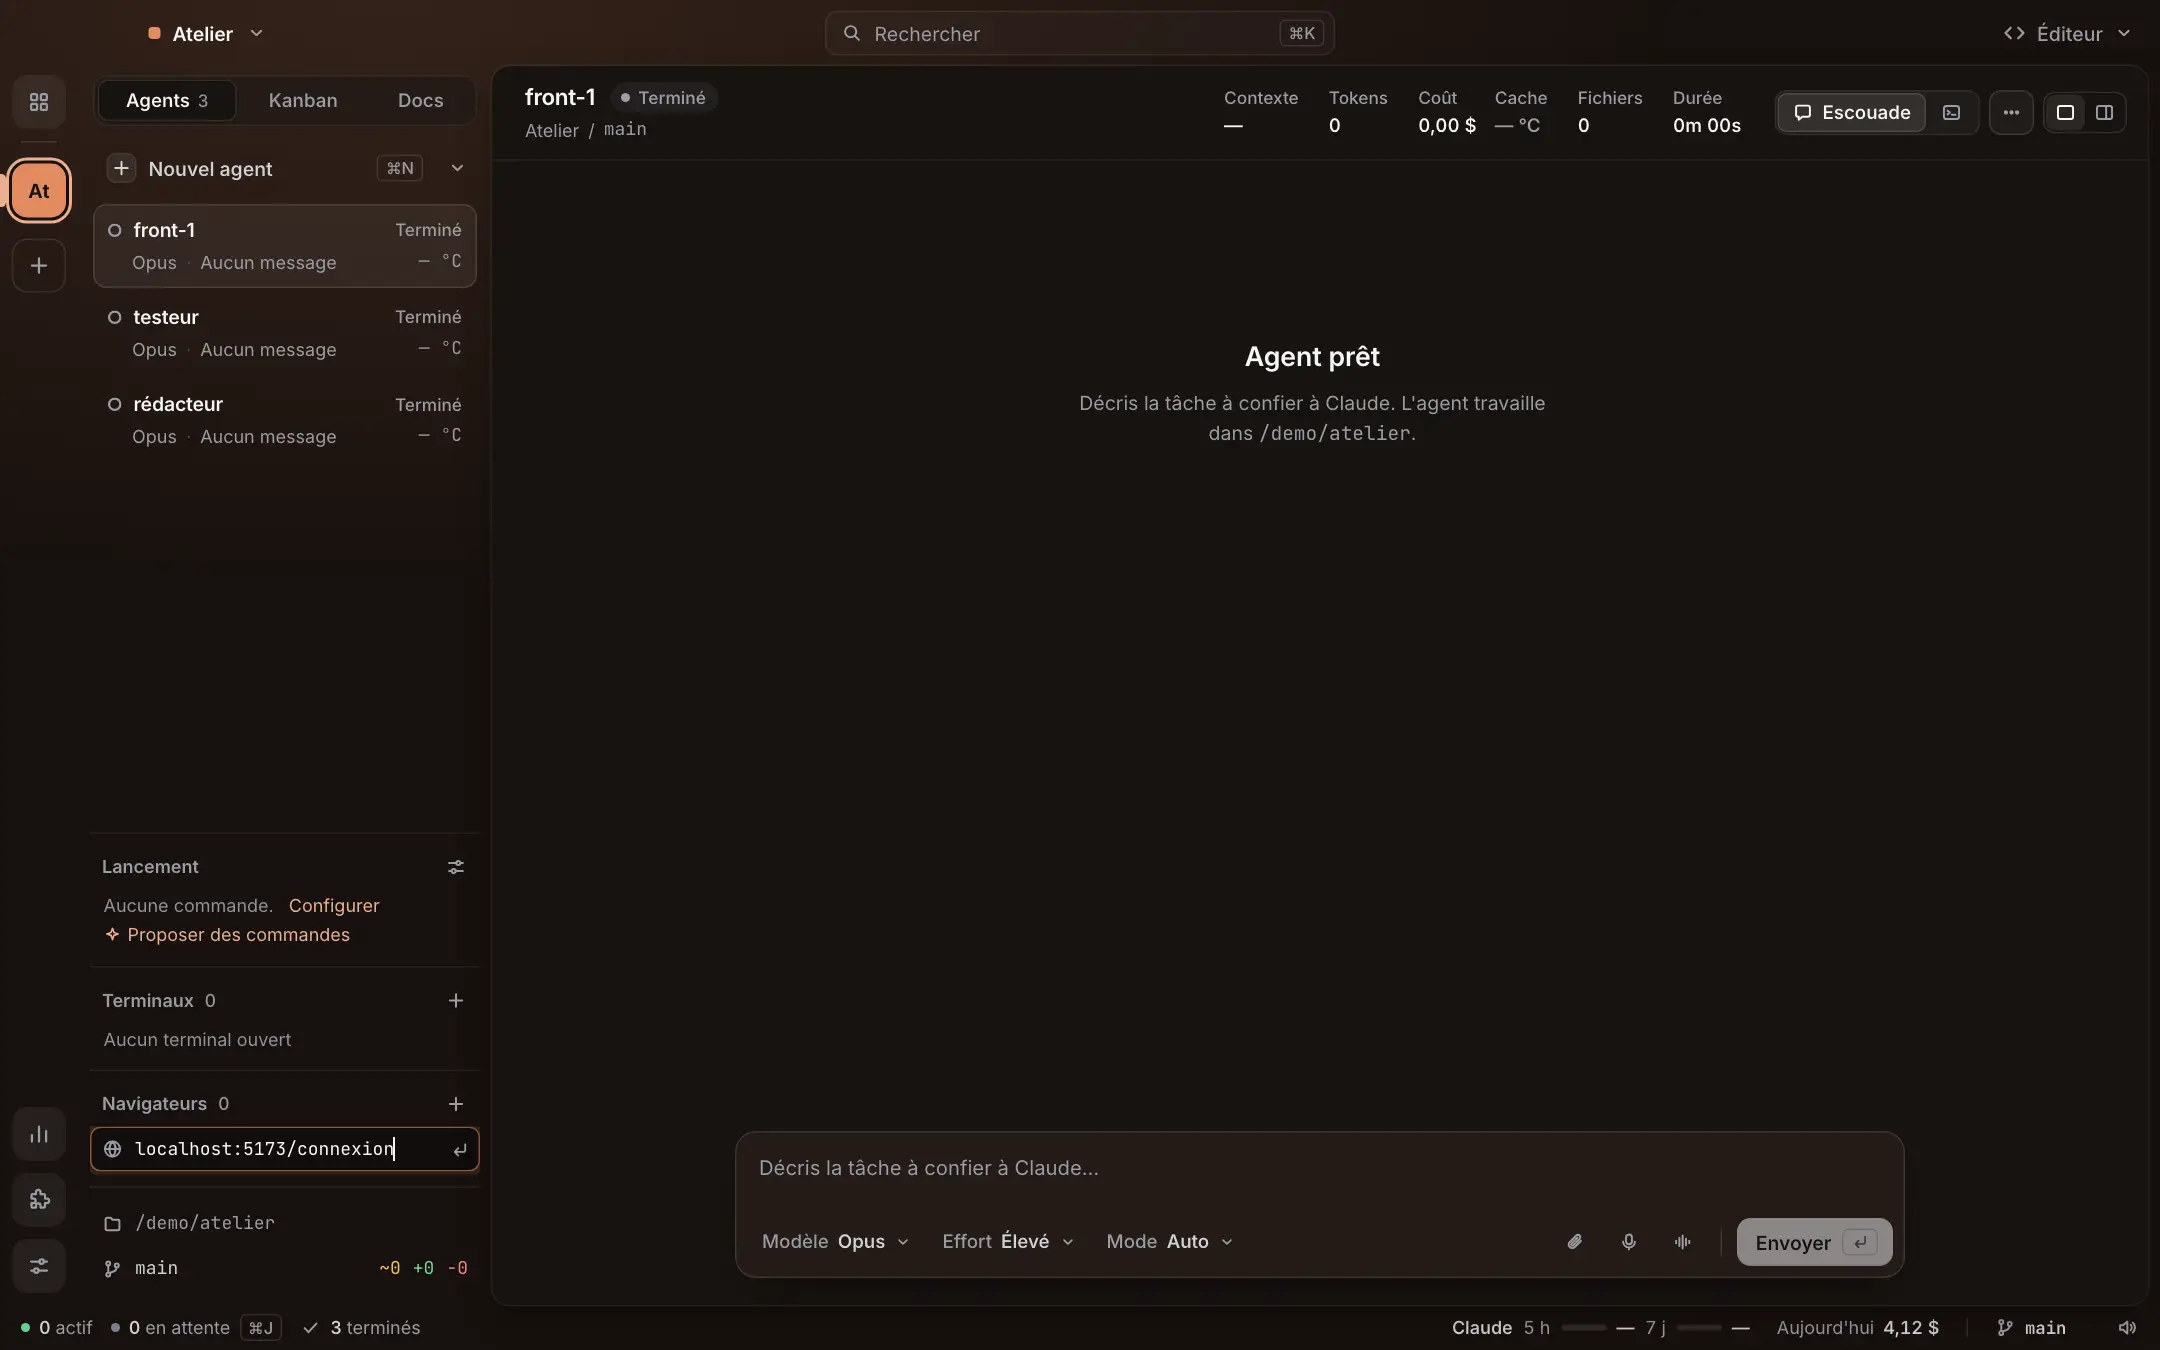 Atelier
Rechercher ⌘K
Éditeur
Agents 3 Kanban Docs
Nouvel agent ⌘N
At
front-1 Terminé
Opus · Aucun message — °C
testeur Terminé
Opus · Aucun message — °C
rédacteur Terminé
Opus · Aucun message — °C
Lancement
Aucune commande. Configurer
Proposer des commandes
Terminaux 0
Aucun terminal ouvert
Navigateurs 0
localhost:5173/connexion
/demo/atelier
main ~0 +0 -0
front-1 Terminé
Atelier / main
Contexte Tokens Coût Cache Fichiers Durée
— 0 0,00 $ — °C 0 0m 00s
Escouade
Agent prêt
Décris la tâche à confier à Claude. L'agent travaille
dans /demo/atelier.
Décris la tâche à confier à Claude...
Modèle Opus Effort Élevé Mode Auto
Envoyer
0 actif 0 en attente ⌘J 3 terminés
Claude 5 h — 7 j — Aujourd'hui 4,12 $ main